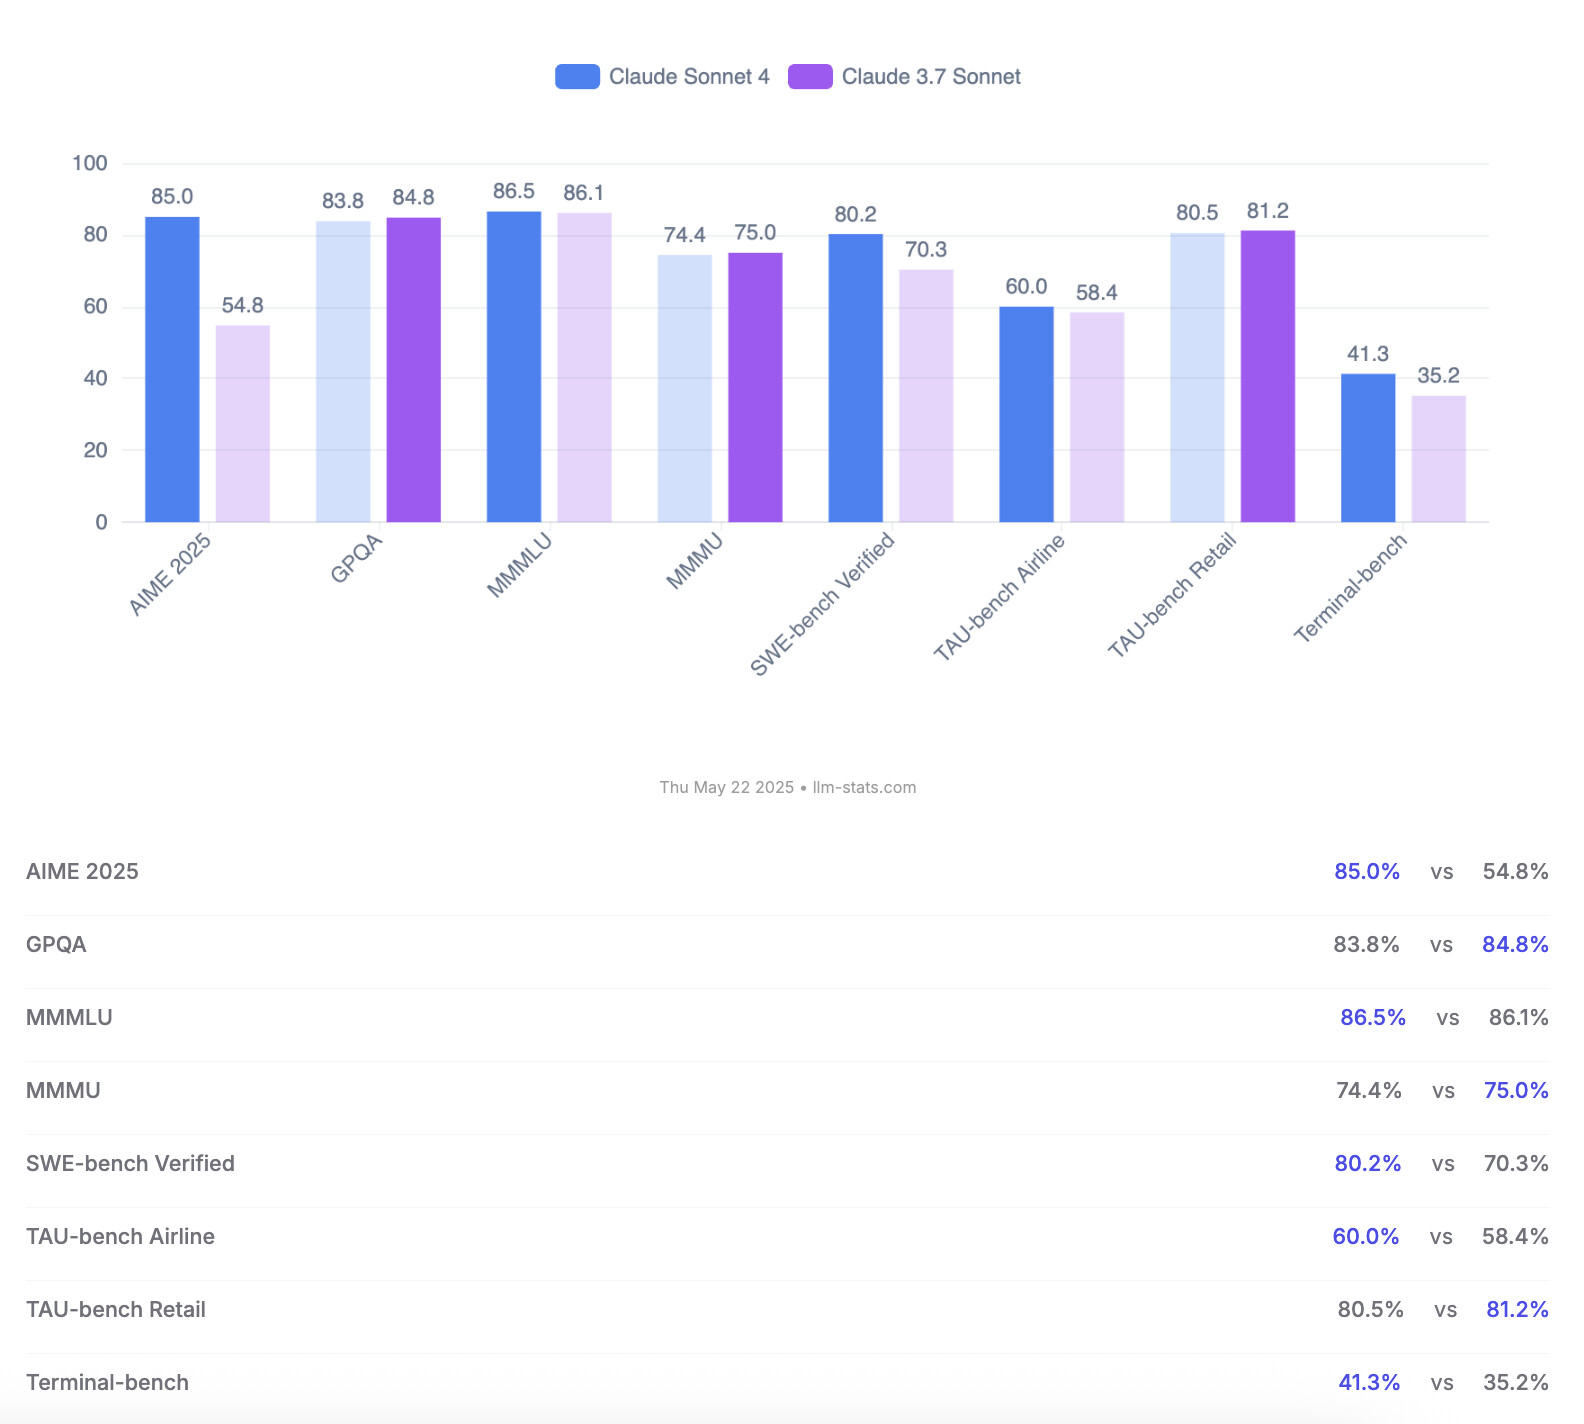 Claude Sonnet 4 Claude 3.7 Sonnet
100
80
60
40
20
0
85.0 54.8 83.8 84.8 86.5 86.1 74.4 75.0 80.2 70.3 60.0 58.4 80.5 81.2 41.3 35.2
AIME 2025 GPQA MMMLU MMMU SWE-bench Verified TAU-bench Airline TAU-bench Retail Terminal-bench
Thu May 22 2025 • llm-stats.com
AIME 2025 85.0% vs 54.8%
GPQA 83.8% vs 84.8%
MMMLU 86.5% vs 86.1%
MMMU 74.4% vs 75.0%
SWE-bench Verified 80.2% vs 70.3%
TAU-bench Airline 60.0% vs 58.4%
TAU-bench Retail 80.5% vs 81.2%
Terminal-bench 41.3% vs 35.2%